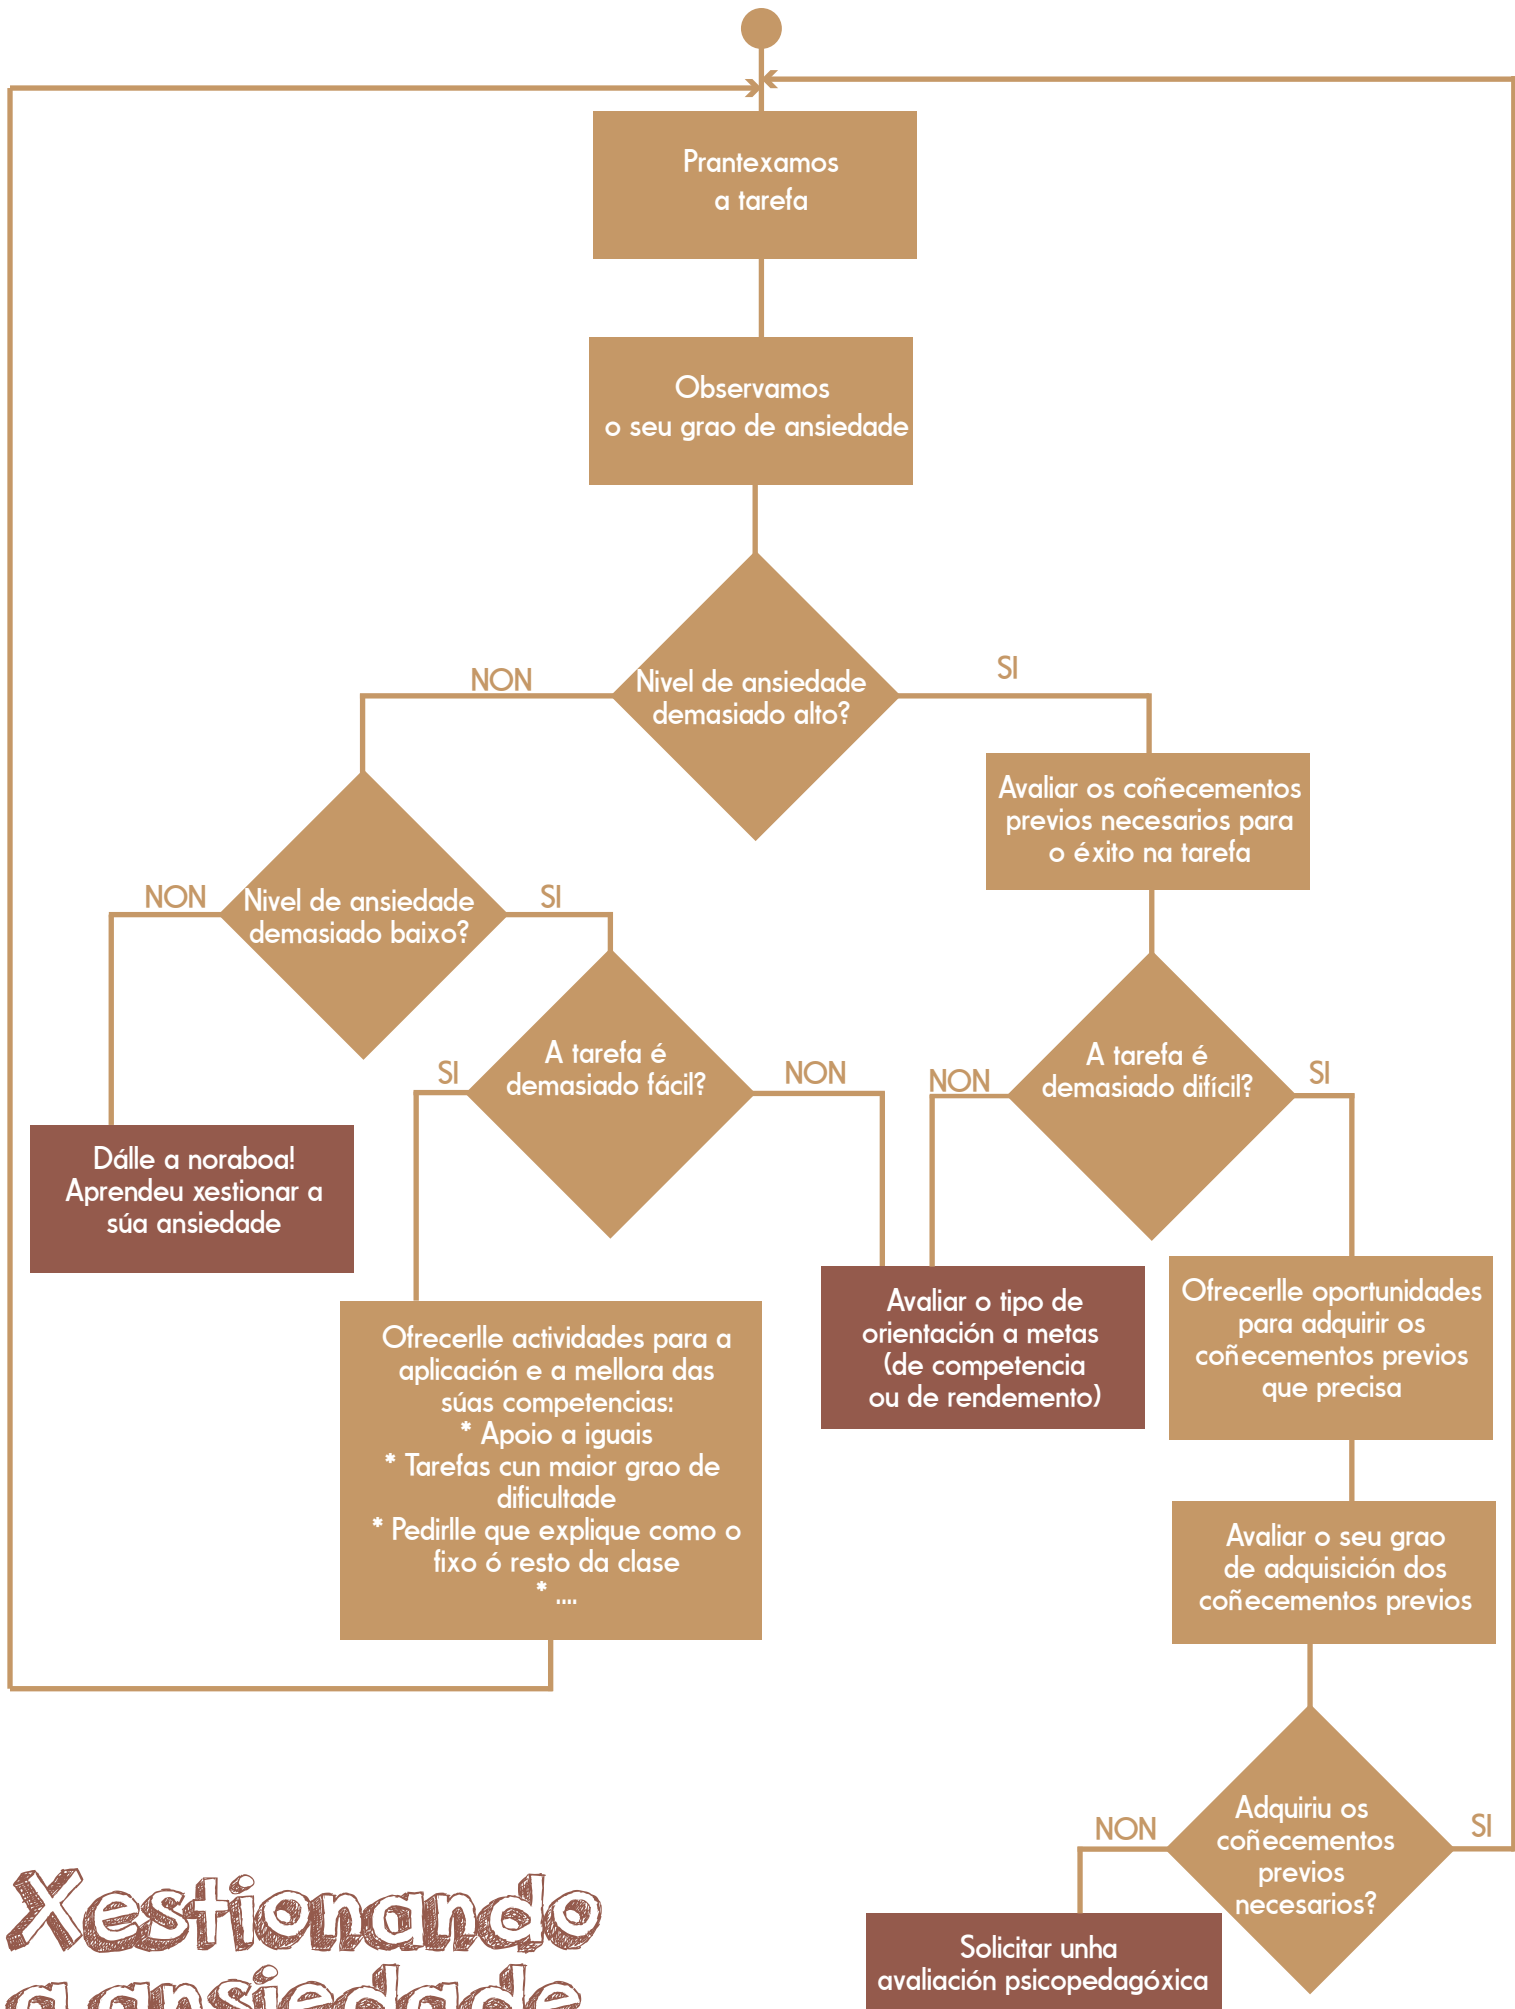 Prantexamos
a tarefa
Observamos
o seu grao de ansiedade
Nivel de ansiedade
demasiado alto?
NON
SI
Avaliar os coñecementos
previos necesarios para
o éxito na tarefa
Nivel de ansiedade
demasiado baixo?
NON
SI
A tarefa é
demasiado fácil?
SI
NON
A tarefa é
demasiado difícil?
NON
SI
Dálle a noraboa!
Aprendeu xestionar a
súa ansiedade
Ofrecerlle actividades para a
aplicación e a mellora das
súas competencias:
* Apoio a iguais
* Tarefas cun maior grao de
dificultade
* Pedirlle que explique como o
fixo ó resto da clase
* ....
Avaliar o tipo de
orientación a metas
(de competencia
ou de rendemento)
Ofrecerlle oportunidades
para adquirir os
coñecementos previos
que precisa
Avaliar o seu grao
de adquisición dos
coñecementos previos
Adquiriu os
coñecementos
previos
necesarios?
NON
SI
Solicitar unha
avaliación psicopedagóxica
Xestionando
a ansiedade